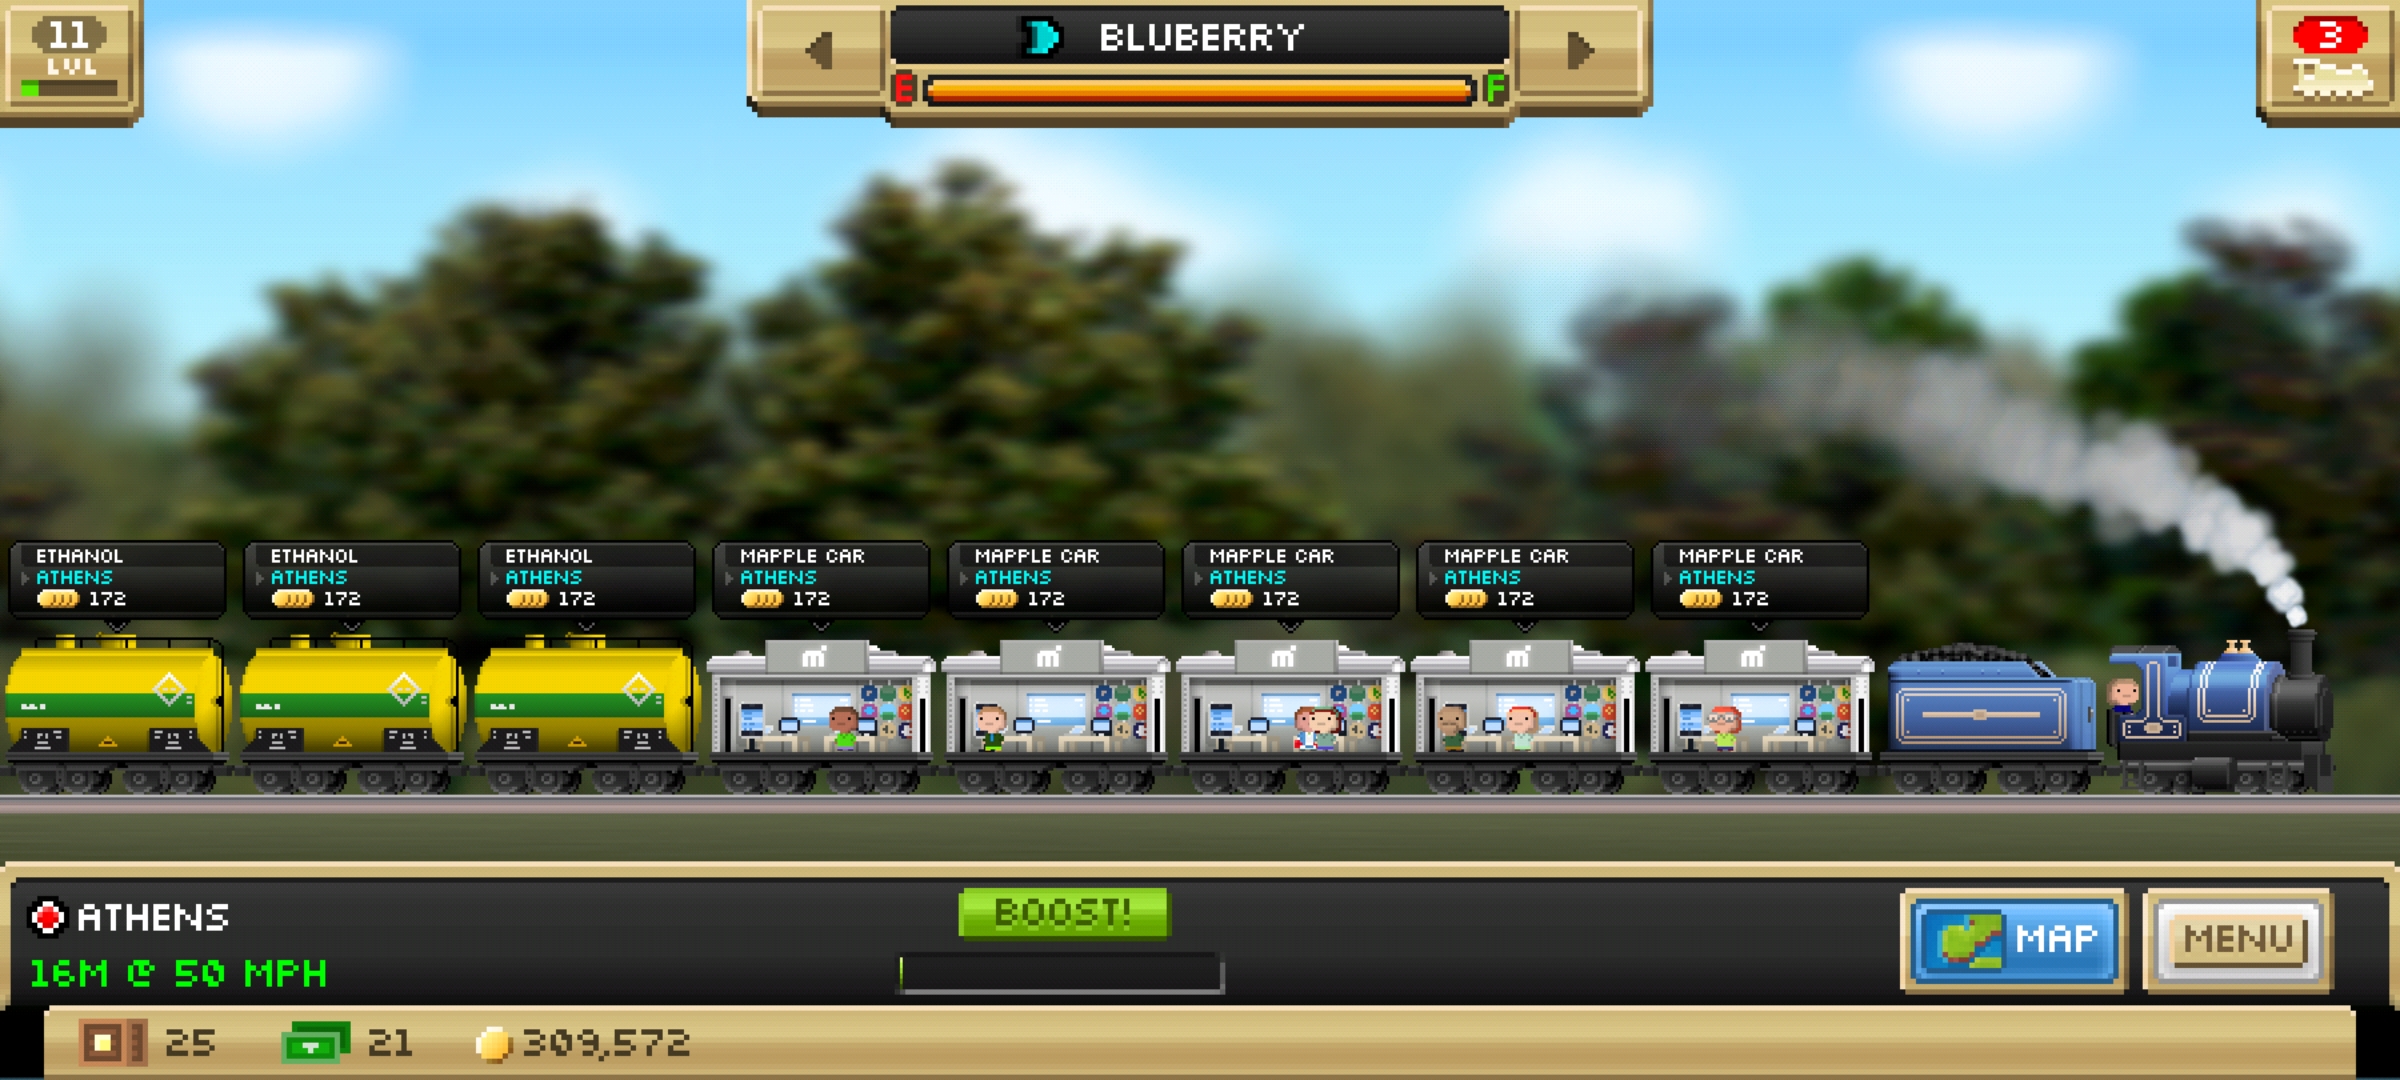 11
LVL
BLUBERRY
E F
3
ETHANOL
ATHENS
172
ETHANOL
ATHENS
172
ETHANOL
ATHENS
172
MAPPLE CAR
ATHENS
172
MAPPLE CAR
ATHENS
172
MAPPLE CAR
ATHENS
172
MAPPLE CAR
ATHENS
172
MAPPLE CAR
ATHENS
172
m
m
m
m
m
ATHENS
16M @ 50 MPH
BOOST!
MAP
MENU
25
21
309,572